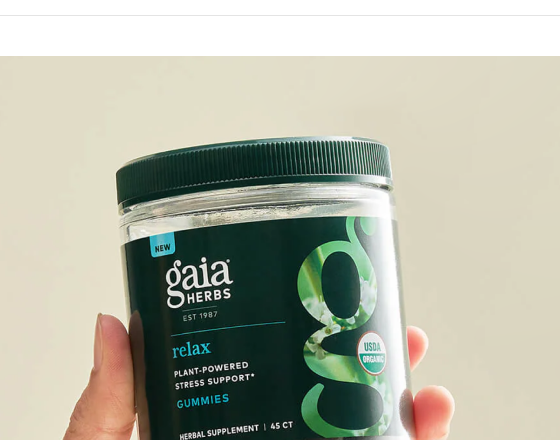 NEW
gaia®
HERBS
EST 1987
relax
PLANT-POWERED
STRESS SUPPORT*
GUMMIES
USDA
ORGANIC
HERBAL SUPPLEMENT | 45 CT